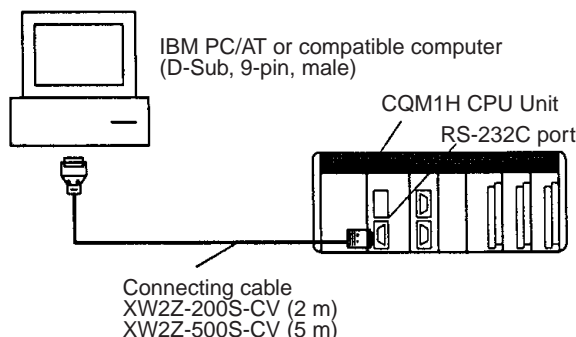 IBM PC/AT or compatible computer
(D-Sub, 9-pin, male)
CQM1H CPU Unit
RS-232C port
Connecting cable
XW2Z-200S-CV (2 m)
XW2Z-500S-CV (5 m)